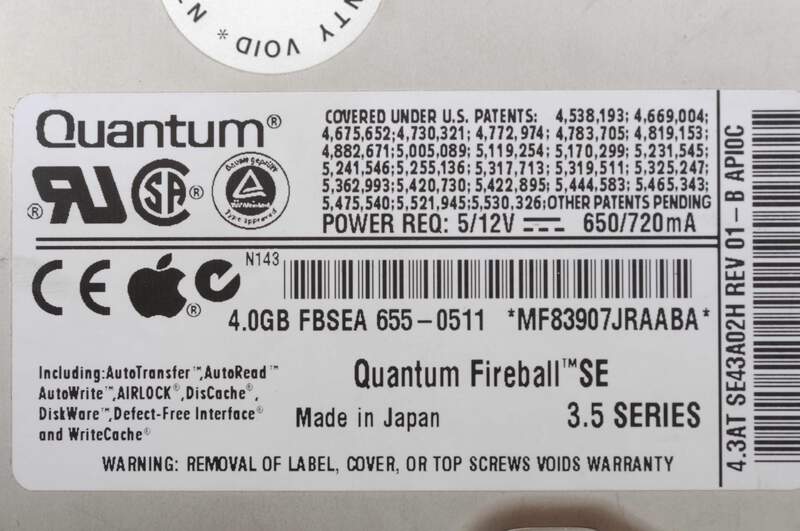 VOID * N
Quantum®
COVERED UNDER U.S. PATENTS: 4,538,193; 4,669,004;
4,675,652;4,730,321; 4,772,974; 4,783,705; 4,819,153;
4,882,671;5,005,089; 5,119,254; 5,170,299; 5,231,545;
5,241,546; 5,255,136; 5,317,713; 5,319,511; 5,325,247;
5,362,993; 5,420,730; 5,422,895; 5,444,583; 5,465,343;
5,475,540; 5,521,945;5,530,326;OTHER PATENTS PENDING
POWER REQ: 5/12V 650/720mA
Bauart geprüft
Type approved
N143
4.0GB FBSEA 655-0511 *MF83907JRAABA*
Including:AutoTransfer™,AutoRead™
AutoWrite™,AIRLOCK®,DisCache®,
DiskWare™,Defect-Free Interface®
and WriteCache®
Quantum Fireball™SE
Made in Japan 3.5 SERIES
WARNING: REMOVAL OF LABEL, COVER, OR TOP SCREWS VOIDS WARRANTY
4.3AT SE43A02H REV 01-B API0C